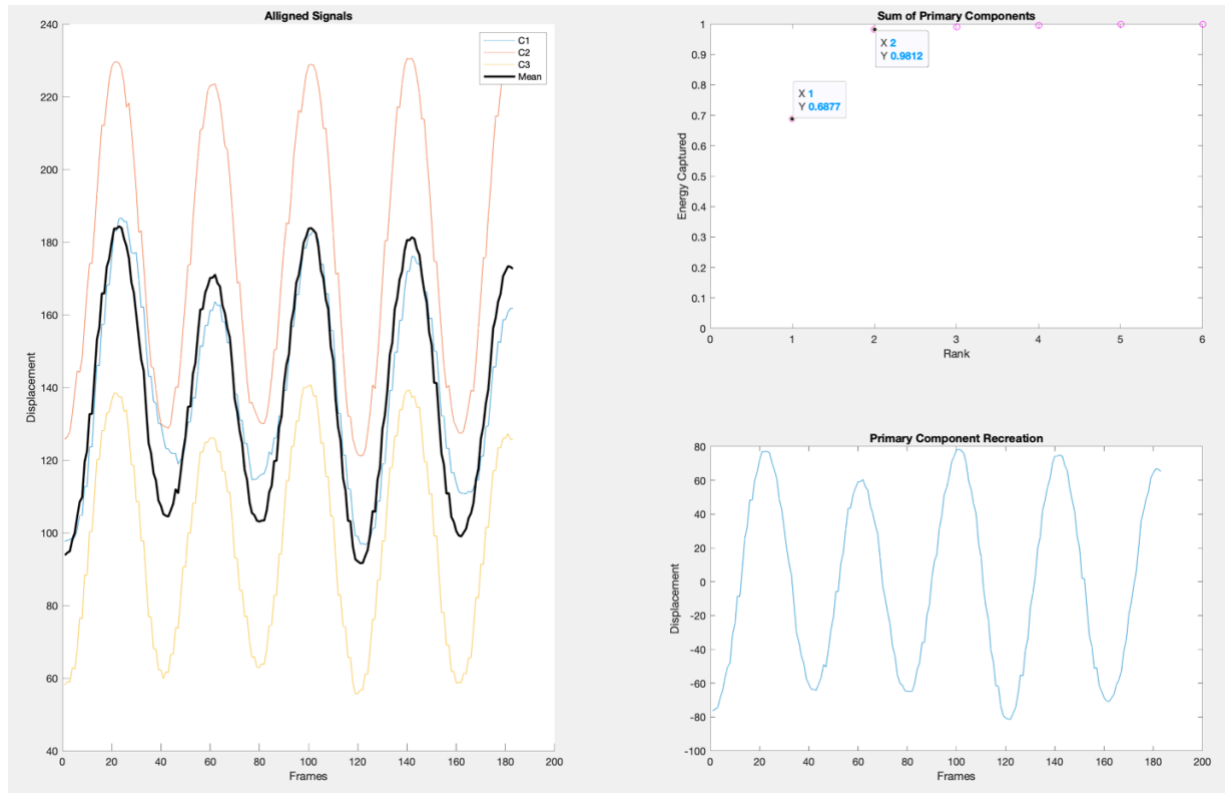 Alligned Signals
240
220
200
180
160
140
120
100
80
60
40
0 20 40 60 80 100 120 140 160 180 200
Displacement
Frames
C1
C2
C3
Mean
Sum of Primary Components
1
0.9
0.8
0.7
0.6
0.5
0.4
0.3
0.2
0.1
0
0 1 2 3 4 5 6
Energy Captured
Rank
X 2
Y 0.9812
X 1
Y 0.6877
Primary Component Recreation
80
60
40
20
0
-20
-40
-60
-80
-100
0 20 40 60 80 100 120 140 160 180 200
Displacement
Frames